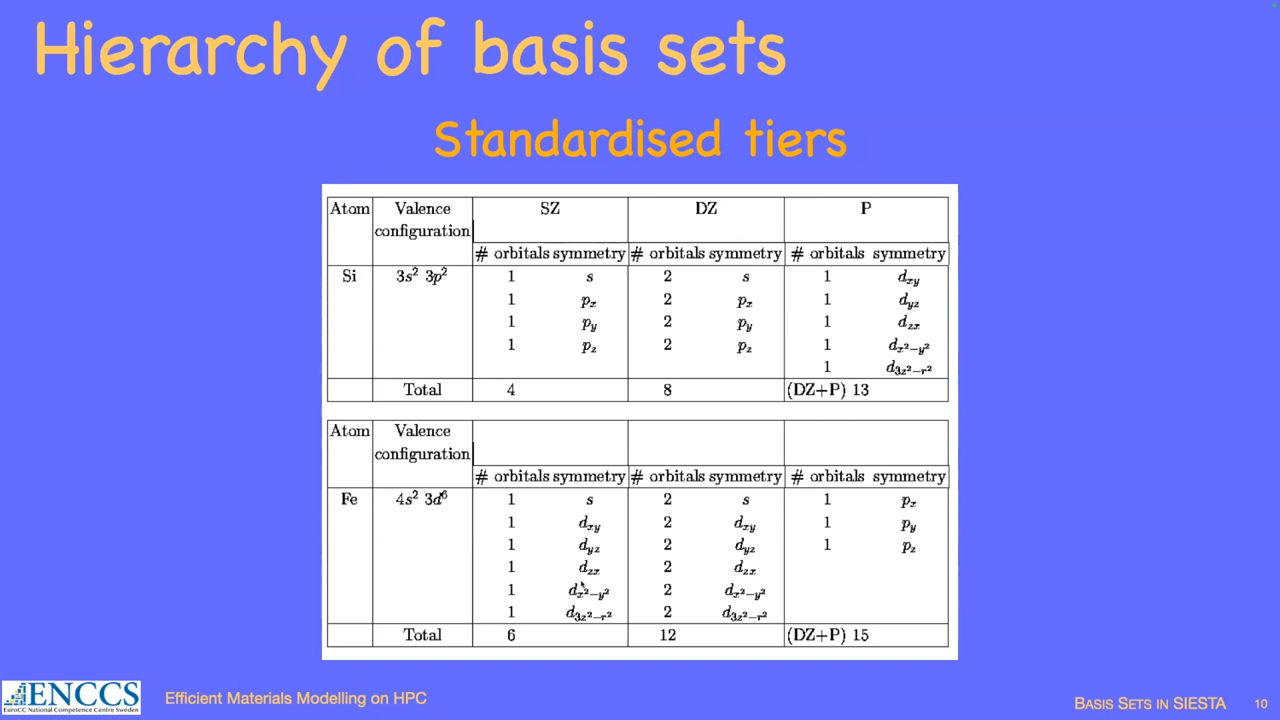 Hierarchy of basis sets
Standardised tiers
Atom Valence configuration SZ DZ P
# orbitals symmetry # orbitals symmetry # orbitals symmetry
Si 3s² 3p² 1 s 2 s 1 d_xy
1 p_x 2 p_x 1 d_yz
1 p_y 2 p_y 1 d_zx
1 p_z 2 p_z 1 d_x²−y²
1 d_3z²−r²
Total 4 8 (DZ+P) 13
Atom Valence configuration
# orbitals symmetry # orbitals symmetry # orbitals symmetry
Fe 4s² 3d⁶ 1 s 2 s 1 p_x
1 d_xy 2 d_xy 1 p_y
1 d_yz 2 d_yz 1 p_z
1 d_zx 2 d_zx
1 d_x²−y² 2 d_x²−y²
1 d_3z²−r² 2 d_3z²−r²
Total 6 12 (DZ+P) 15
ENCCS
EuroCC National Competence Centre Sweden
Efficient Materials Modelling on HPC
BASIS SETS IN SIESTA 10